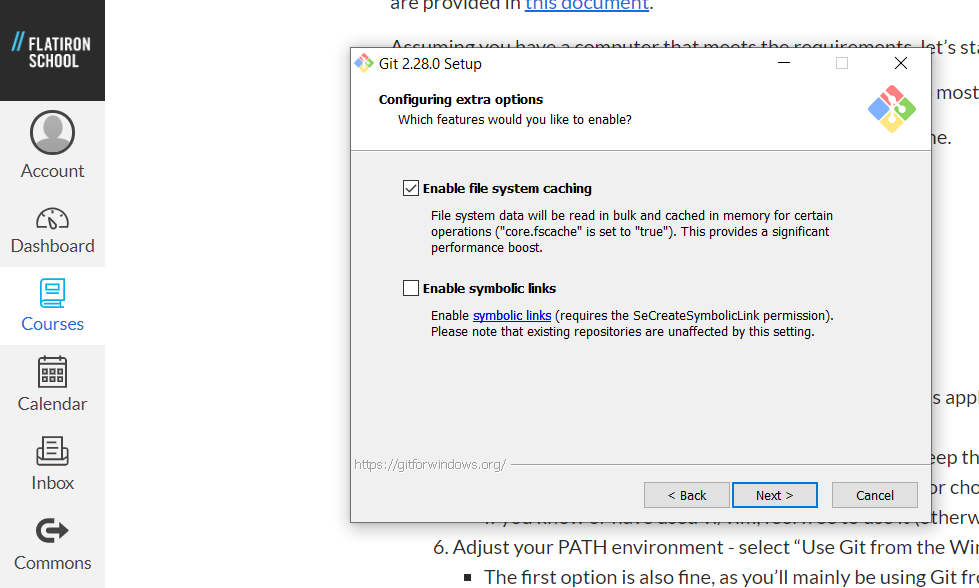 are provided in this document.
FLATIRON
SCHOOL
Assuming you have a computer that meets the requirements, let's sta
Git 2.28.0 Setup
most
Configuring extra options
Which features would you like to enable?
ne.
Account
Enable file system caching
File system data will be read in bulk and cached in memory for certain
operations ("core.fscache" is set to "true"). This provides a significant
performance boost.
Dashboard
Enable symbolic links
Enable symbolic links (requires the SeCreateSymbolicLink permission).
Please note that existing repositories are unaffected by this setting.
Courses
Calendar
s appl
eep th
https://gitforwindows.org/
Inbox
< Back
Next >
Cancel
or cho
6. Adjust your PATH environment - select “Use Git from the Win
Commons
The first option is also fine, as you’ll mainly be using Git fro